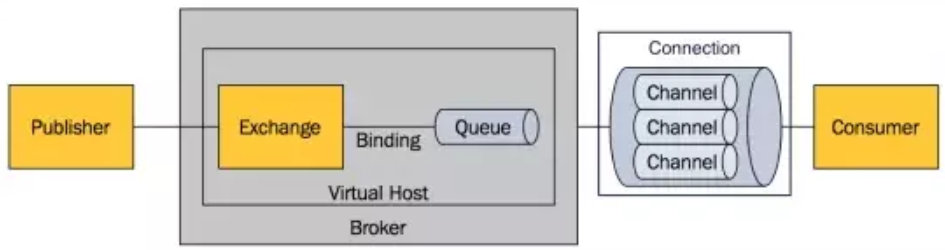 Publisher
Exchange
Binding
Queue
Virtual Host
Broker
Connection
Channel
Channel
Channel
Consumer